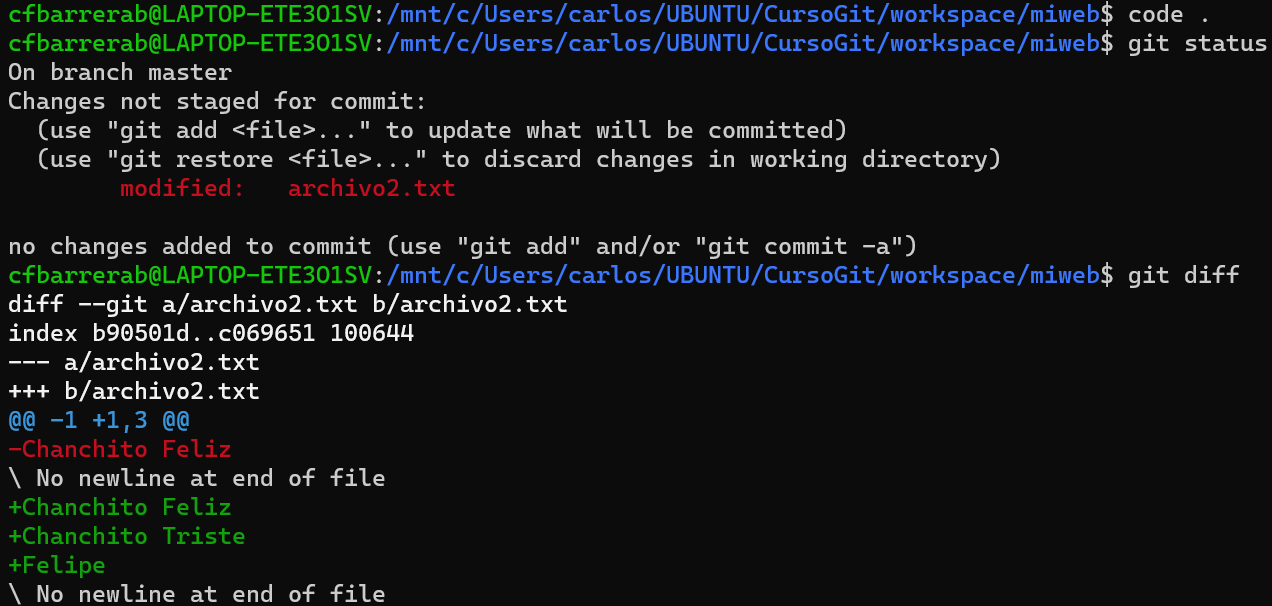 cfbarrerab@LAPTOP-ETE3O1SV:/mnt/c/Users/carlos/UBUNTU/CursoGit/workspace/miweb$ code .
cfbarrerab@LAPTOP-ETE3O1SV:/mnt/c/Users/carlos/UBUNTU/CursoGit/workspace/miweb$ git status
On branch master
Changes not staged for commit:
  (use "git add <file>..." to update what will be committed)
  (use "git restore <file>..." to discard changes in working directory)
        modified:   archivo2.txt

no changes added to commit (use "git add" and/or "git commit -a")
cfbarrerab@LAPTOP-ETE3O1SV:/mnt/c/Users/carlos/UBUNTU/CursoGit/workspace/miweb$ git diff
diff --git a/archivo2.txt b/archivo2.txt
index b90501d..c069651 100644
--- a/archivo2.txt
+++ b/archivo2.txt
@@ -1 +1,3 @@
-Chanchito Feliz
\ No newline at end of file
+Chanchito Feliz
+Chanchito Triste
+Felipe
\ No newline at end of file